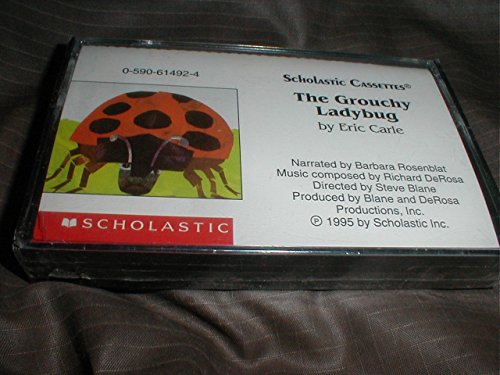 0-590-61492-4
SCHOLASTIC
Scholastic Cassettes®
The Grouchy
Ladybug
by Eric Carle
Narrated by Barbara Rosenblat
Music composed by Richard DeRosa
Directed by Steve Blane
Produced by Blane and DeRosa
Productions, Inc.
℗ 1995 by Scholastic Inc.